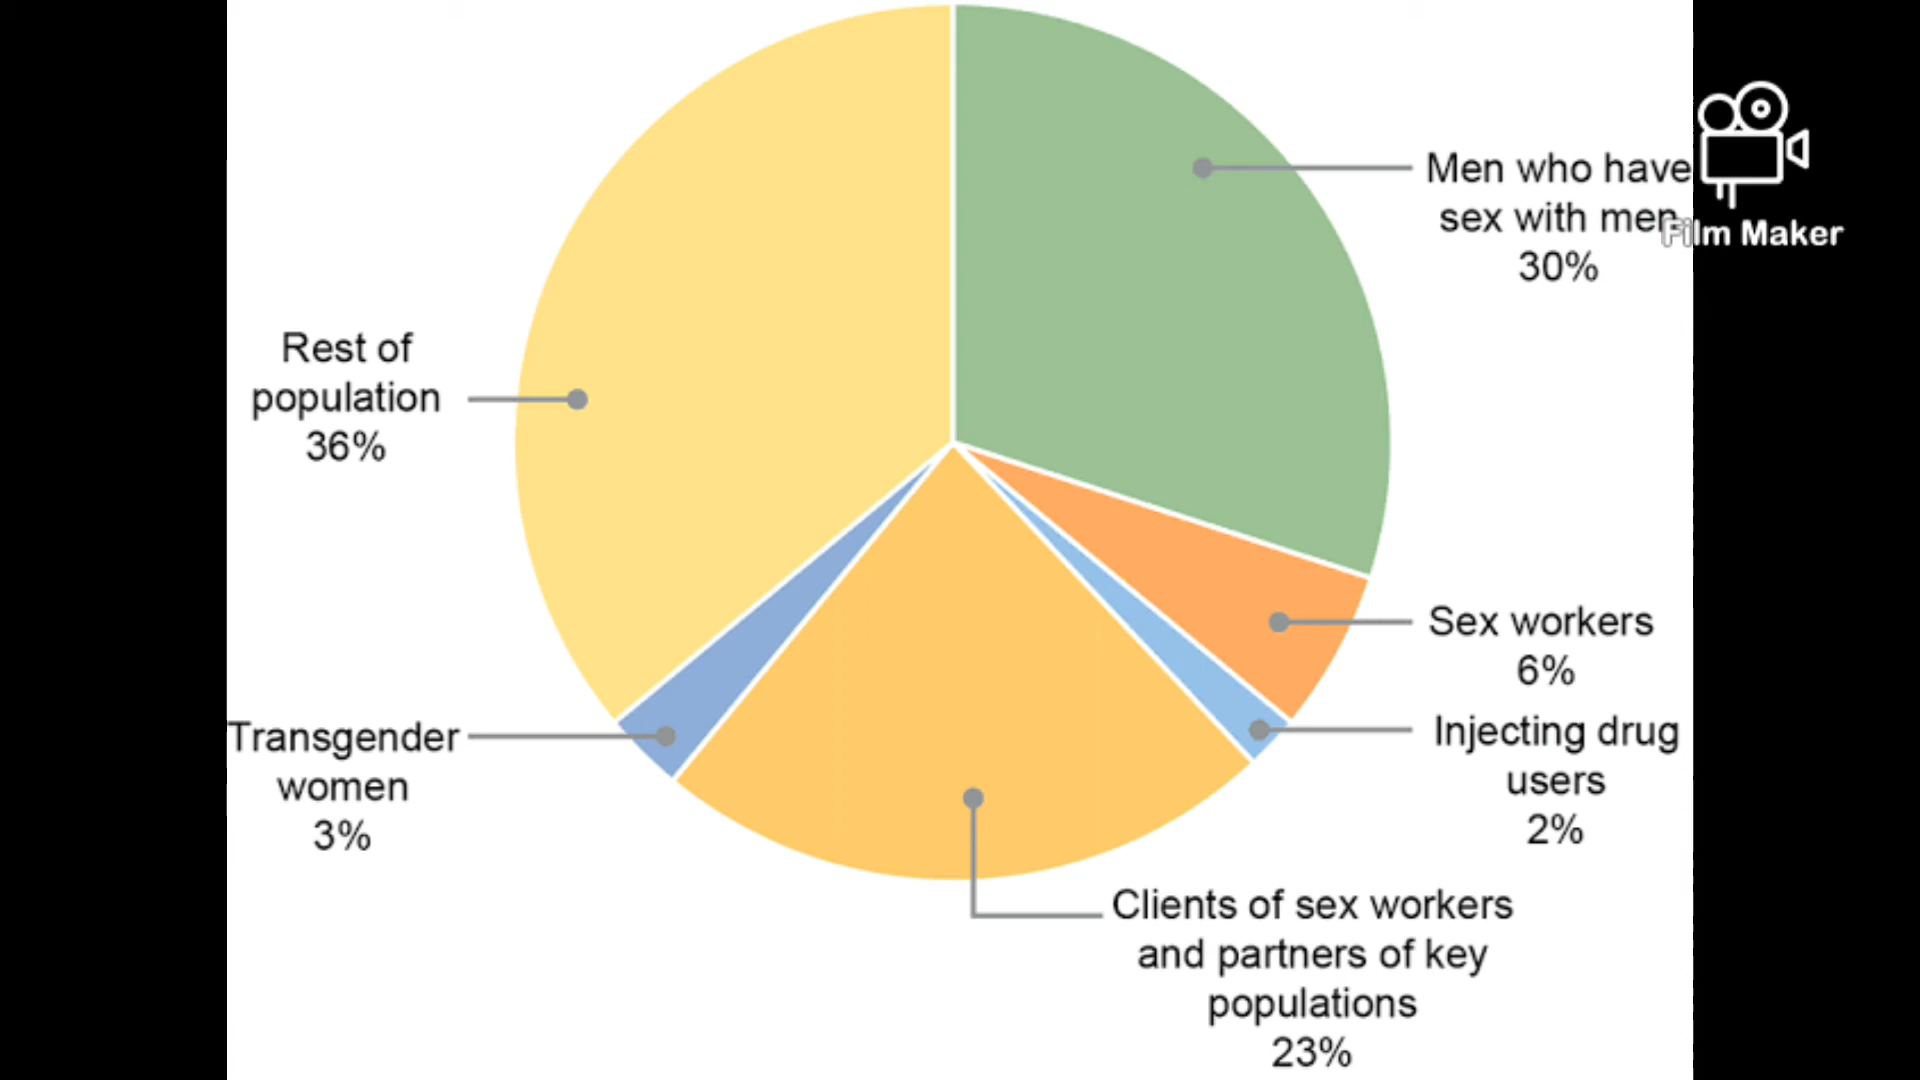 Men who have
sex with men
30%
Film Maker
Rest of
population
36%
Sex workers
6%
Injecting drug
users
2%
Transgender
women
3%
Clients of sex workers
and partners of key
populations
23%